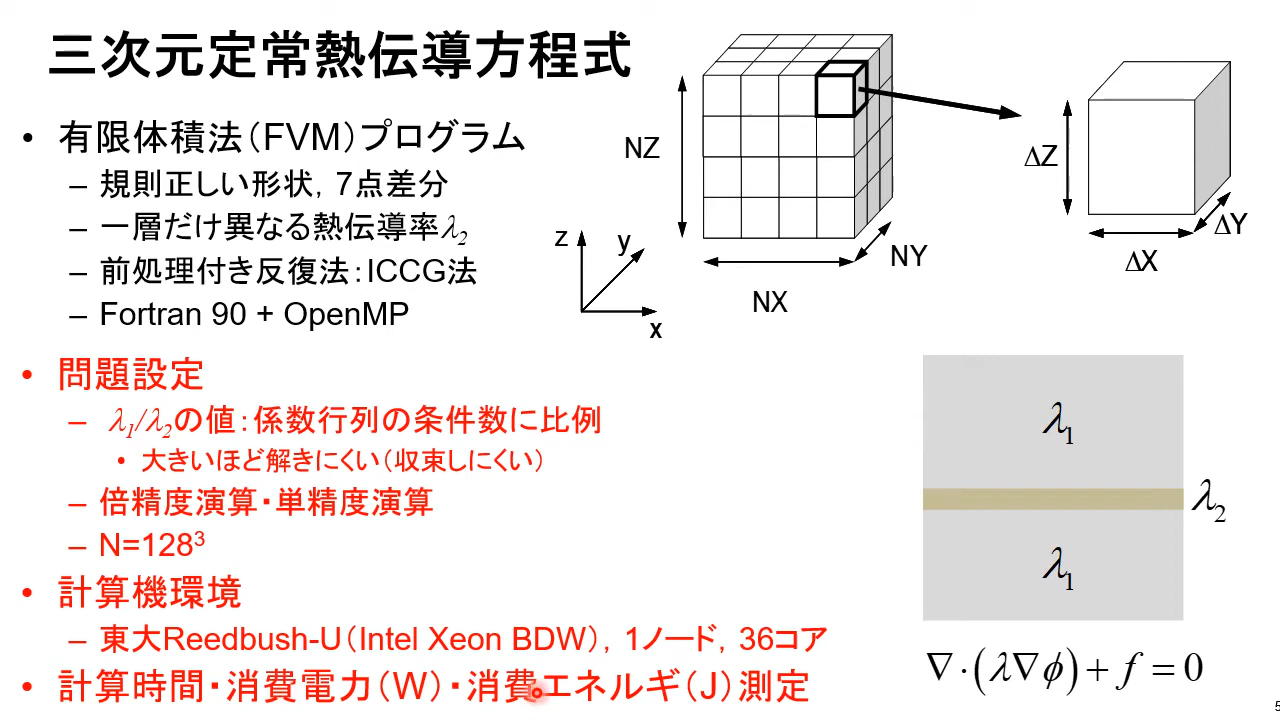 三次元定常熱伝導方程式
• 有限体積法（FVM）プログラム
– 規則正しい形状，7点差分
– 一層だけ異なる熱伝導率λ₂
– 前処理付き反復法：ICCG法
– Fortran 90 + OpenMP
• 問題設定
– λ₁/λ₂の値：係数行列の条件数に比例
• 大きいほど解きにくい（収束しにくい）
– 倍精度演算・単精度演算
– N=128³
• 計算機環境
– 東大Reedbush-U（Intel Xeon BDW），1ノード，36コア
• 計算時間・消費電力（W）・消費エネルギ（J）測定
NZ
NX
NY
z
y
x
ΔZ
ΔX
ΔY
λ₁
λ₂
λ₁
∇·(λ∇ϕ)+f=0
5